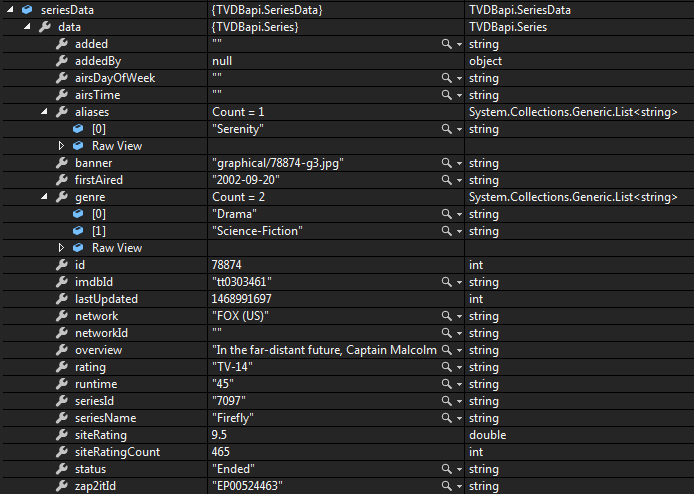 seriesData {TVDBapi.SeriesData} TVDBapi.SeriesData
data {TVDBapi.Series} TVDBapi.Series
added "" string
addedBy null object
airsDayOfWeek "" string
airsTime "" string
aliases Count = 1 System.Collections.Generic.List<string>
[0] "Serenity" string
Raw View
banner "graphical/78874-g3.jpg" string
firstAired "2002-09-20" string
genre Count = 2 System.Collections.Generic.List<string>
[0] "Drama" string
[1] "Science-Fiction" string
Raw View
id 78874 int
imdbId "tt0303461" string
lastUpdated 1468991697 int
network "FOX (US)" string
networkId "" string
overview "In the far-distant future, Captain Malcolm string
rating "TV-14" string
runtime "45" string
seriesId "7097" string
seriesName "Firefly" string
siteRating 9.5 double
siteRatingCount 465 int
status "Ended" string
zap2itId "EP00524463" string